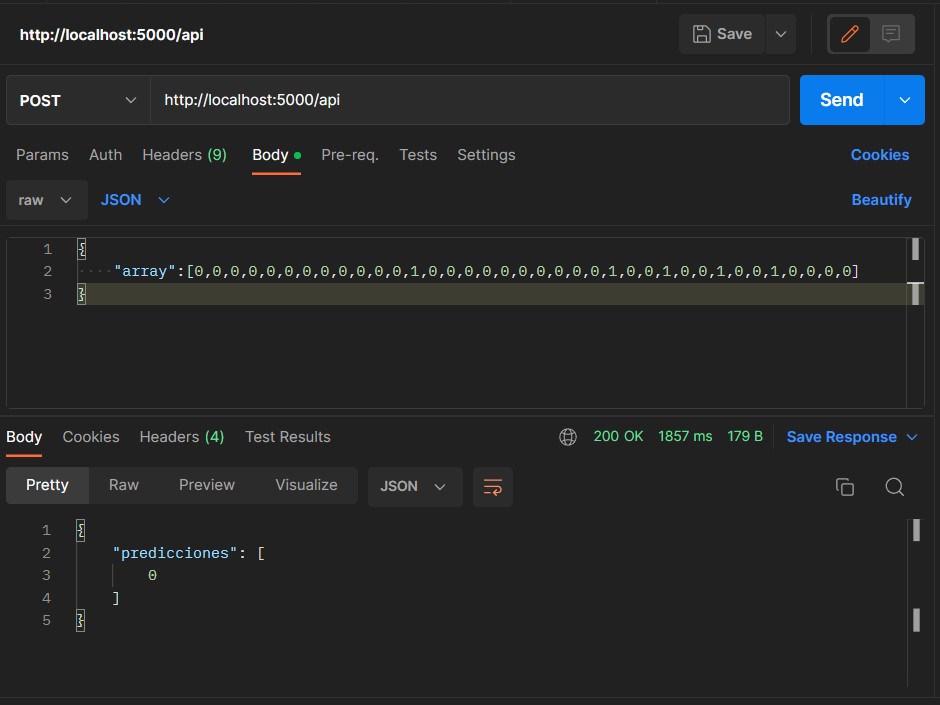 http://localhost:5000/api
Save
POST
http://localhost:5000/api
Send
Params Auth Headers (9) Body Pre-req. Tests Settings Cookies
raw JSON Beautify
1 {
2 ····"array":[0,0,0,0,0,0,0,0,0,0,0,0,1,0,0,0,0,0,0,0,0,0,0,1,0,0,1,0,0,1,0,0,1,0,0,0,0]
3 }
Body Cookies Headers (4) Test Results 200 OK 1857 ms 179 B Save Response
Pretty Raw Preview Visualize JSON
1 {
2 "predicciones": [
3 0
4 ]
5 }